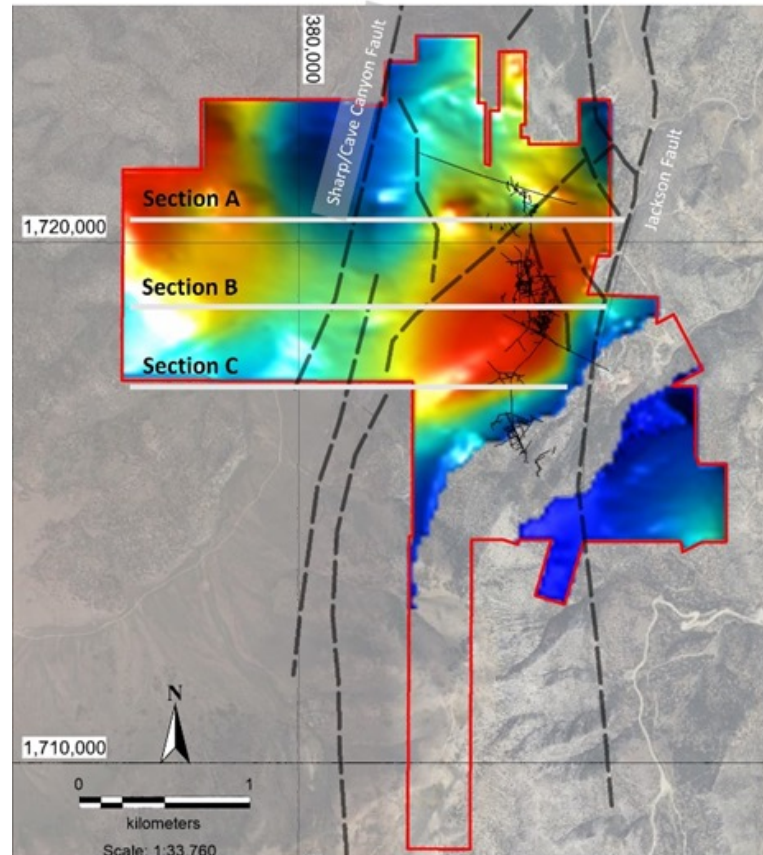 380,000
Sharp/Cave Canyon Fault
Jackson Fault
Section A
1,720,000
Section B
Section C
N
1,710,000
0 1
kilometers
Scale: 1:33,760